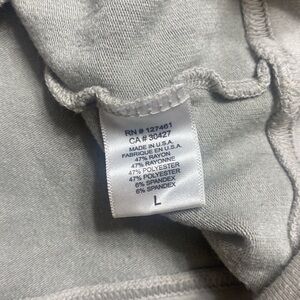 RN # 127461
CA # 30427
MADE IN U.S.A.
FABRIQUE EN U.S.A.
47% RAYON
47% RAYONNE
47% POLYESTER
47% POLYESTER
6% SPANDEX
6% SPANDEX
L